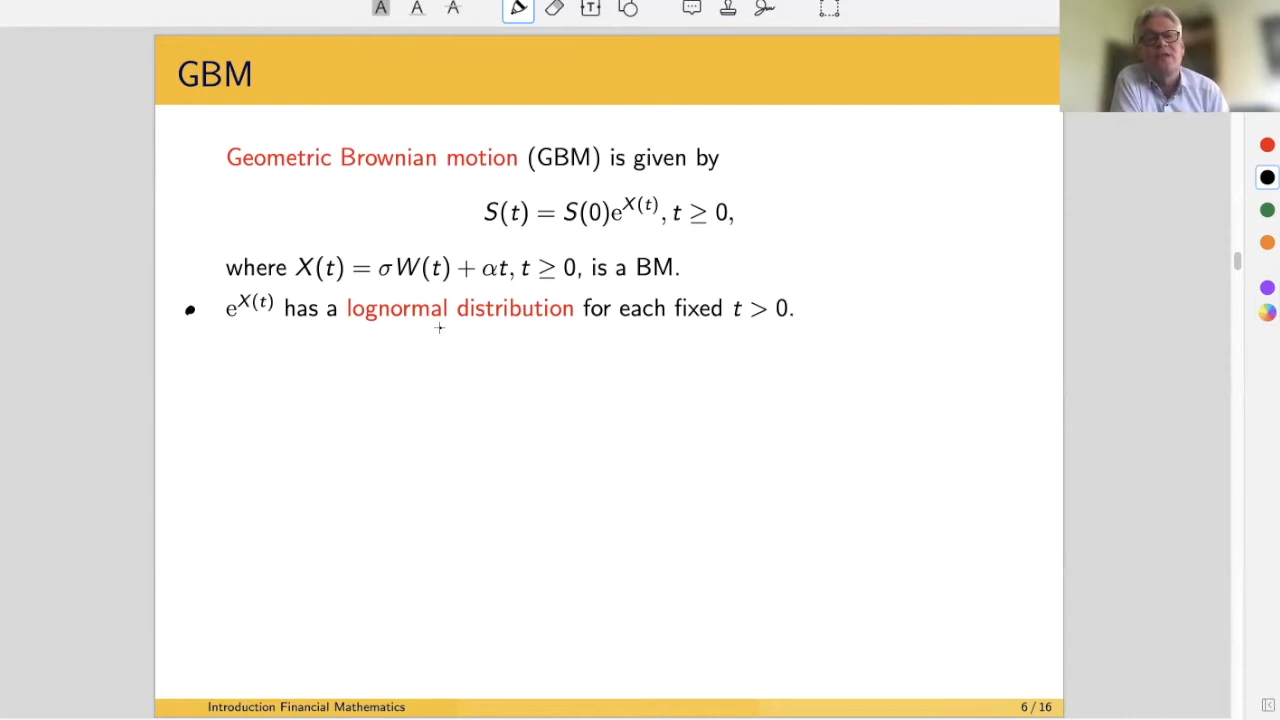 GBM
Geometric Brownian motion (GBM) is given by
S(t) = S(0)e^{X(t)}, t ≥ 0,
where X(t) = σW(t) + αt, t ≥ 0, is a BM.
• e^{X(t)} has a lognormal distribution for each fixed t > 0.
Introduction Financial Mathematics 6 / 16